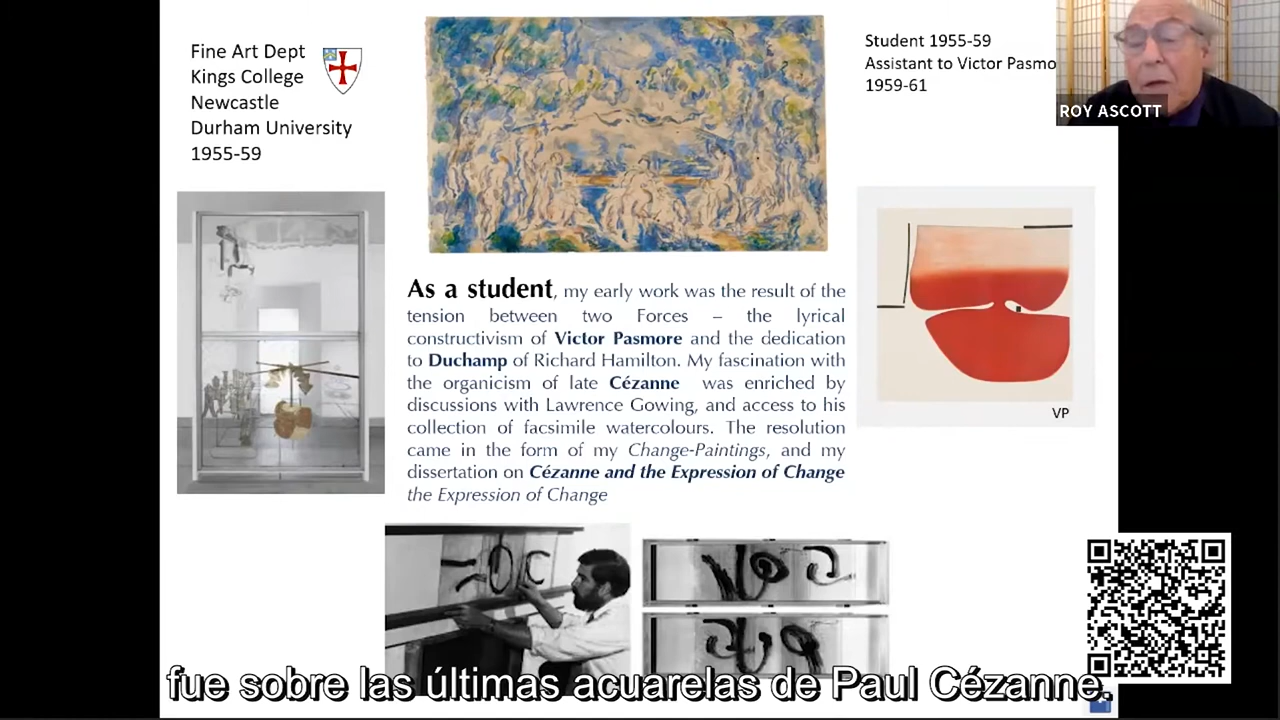 Fine Art Dept
Kings College
Newcastle
Durham University
1955-59
Student 1955-59
Assistant to Victor Pasmo
1959-61
ROY ASCOTT
As a student, my early work was the result of the
tension between two Forces – the lyrical
constructivism of Victor Pasmore and the dedication
to Duchamp of Richard Hamilton. My fascination with
the organicism of late Cézanne was enriched by
discussions with Lawrence Gowing, and access to his
collection of facsimile watercolours. The resolution
came in the form of my Change-Paintings, and my
dissertation on Cézanne and the Expression of Change
the Expression of Change
VP
fue sobre las últimas acuarelas de Paul Cézanne.